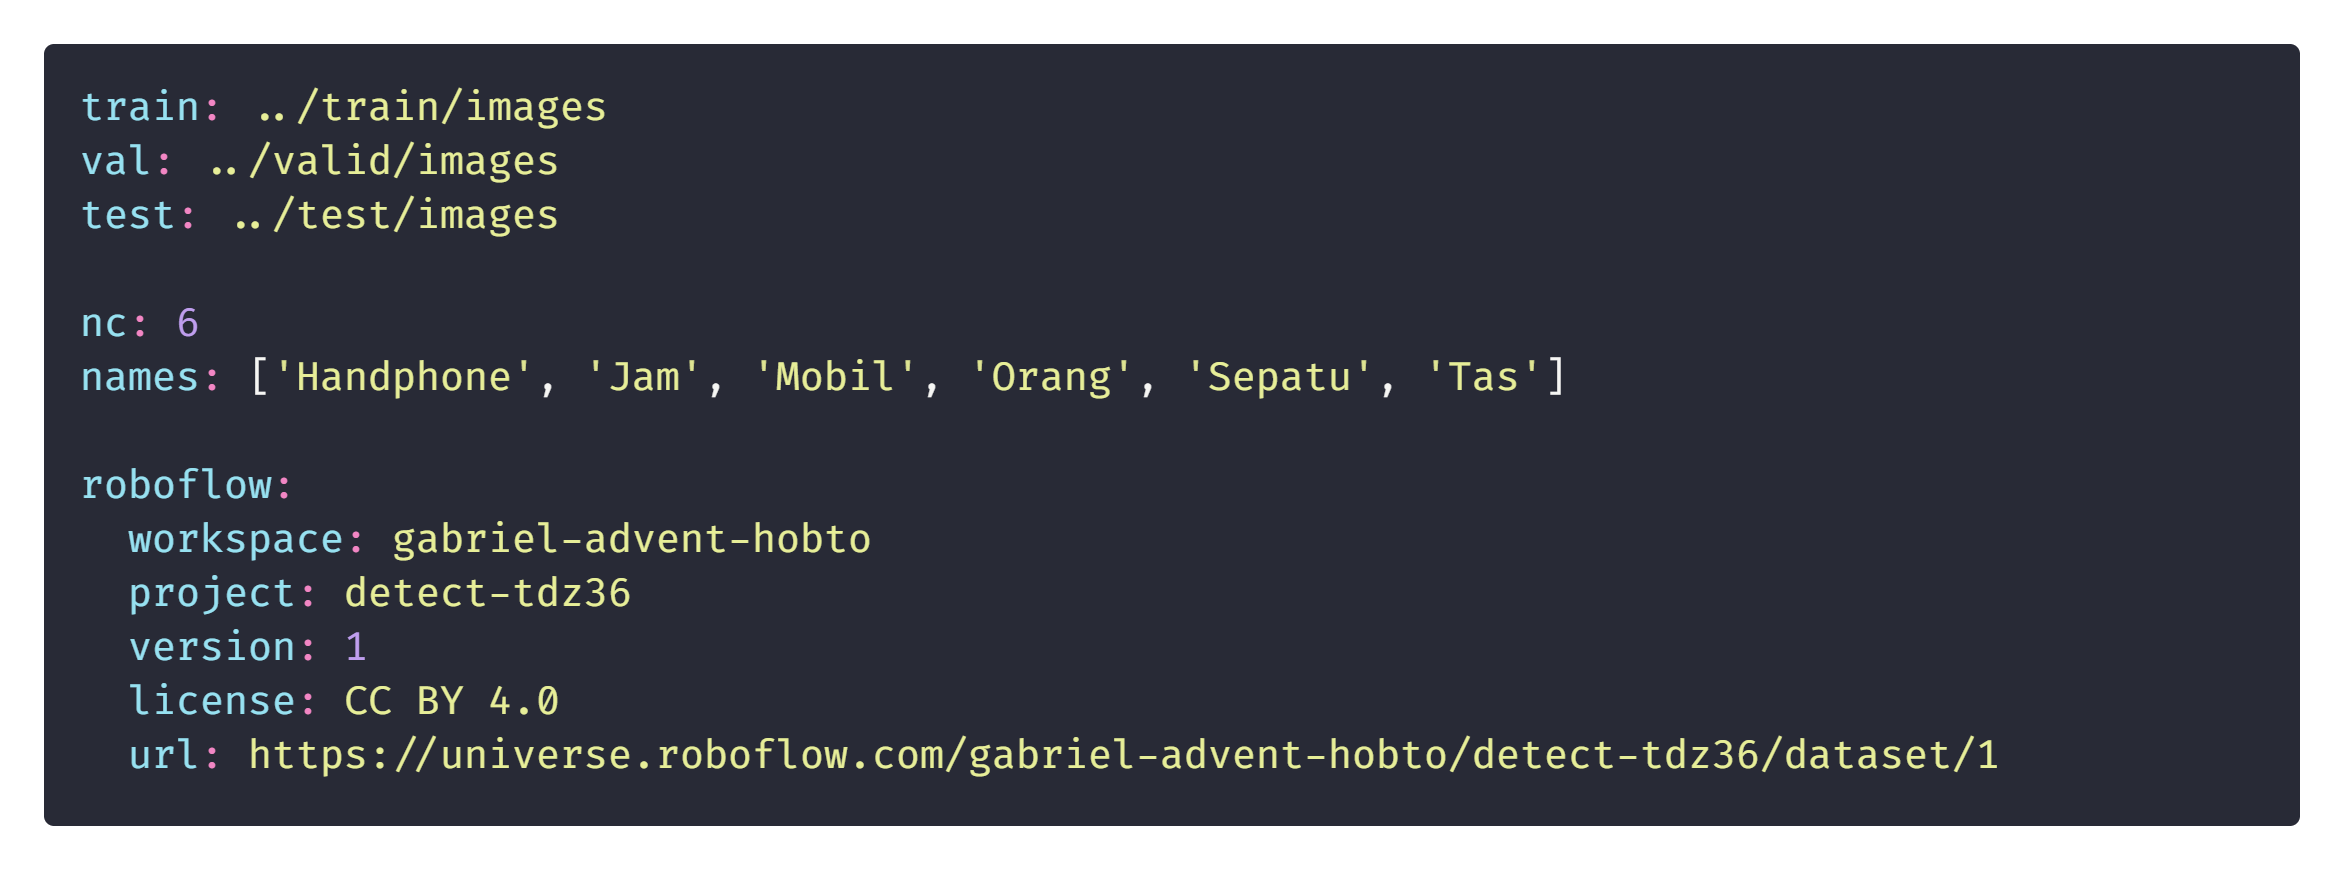 train: ../train/images
val: ../valid/images
test: ../test/images
nc: 6
names: ['Handphone', 'Jam', 'Mobil', 'Orang', 'Sepatu', 'Tas']
roboflow:
  workspace: gabriel-advent-hobto
  project: detect-tdz36
  version: 1
  license: CC BY 4.0
  url: https://universe.roboflow.com/gabriel-advent-hobto/detect-tdz36/dataset/1